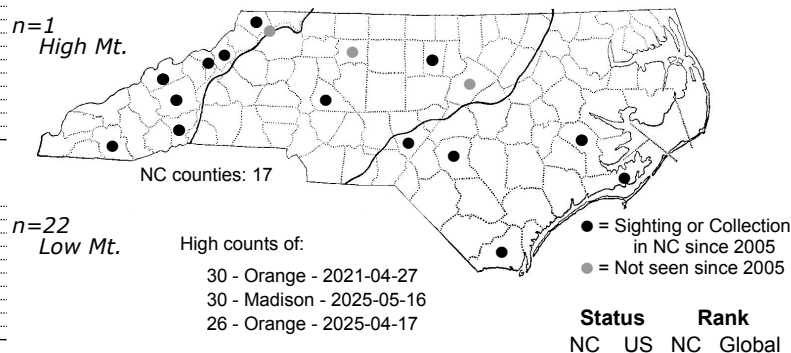 n=1
High Mt.
NC counties: 17
n=22
Low Mt.
High counts of:
30 - Orange - 2021-04-27
30 - Madison - 2025-05-16
26 - Orange - 2025-04-17
= Sighting or Collection
in NC since 2005
= Not seen since 2005
Status Rank
NC US NC Global